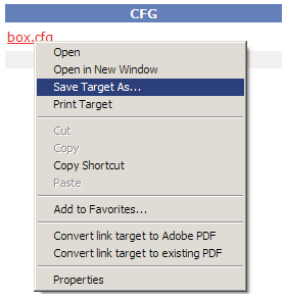 CFG
box.cfg
Open
Open in New Window
Save Target As...
Print Target
Cut
Copy
Copy Shortcut
Paste
Add to Favorites...
Convert link target to Adobe PDF
Convert link target to existing PDF
Properties